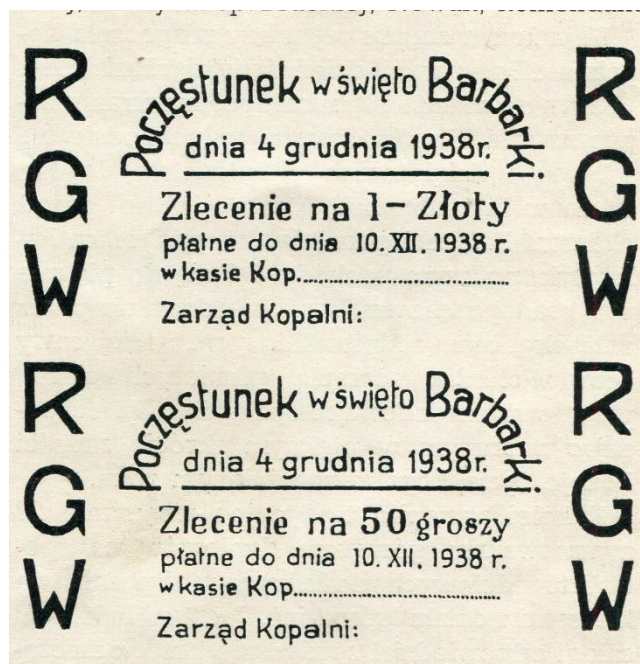 R G W
Poczęstunek w święto Barbarki
dnia 4 grudnia 1938r.
Zlecenie na 1 – Złoty
płatne do dnia 10. XII. 1938 r.
w kasie Kop.......................................
Zarząd Kopalni:
R G W
R G W
Poczęstunek w święto Barbarki
dnia 4 grudnia 1938r.
Zlecenie na 50 groszy
płatne do dnia 10. XII. 1938 r.
w kasie Kop.......................................
Zarząd Kopalni:
R G W